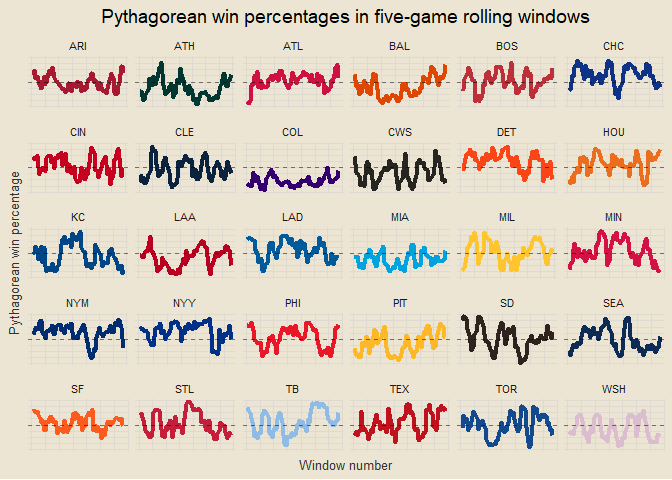 Pythagorean win percentages in five-game rolling windows
ARI ATH ATL BAL BOS CHC
CIN CLE COL CWS DET HOU
KC LAA LAD MIA MIL MIN
NYM NYY PHI PIT SD SEA
SF STL TB TEX TOR WSH
Pythagorean win percentage
Window number